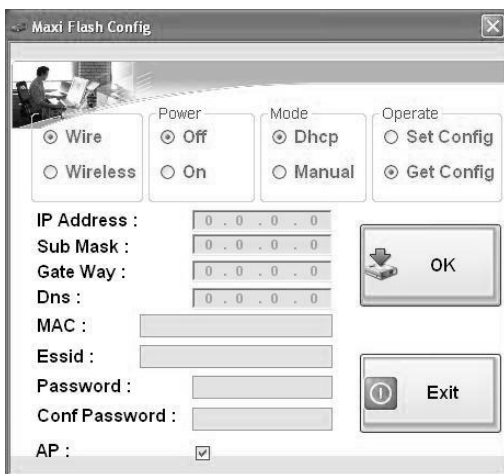 Maxi Flash Config
Power Mode Operate
Wire Off Dhcp Set Config
Wireless On Manual Get Config
IP Address : 0 . 0 . 0 . 0
Sub Mask : 0 . 0 . 0 . 0
Gate Way : 0 . 0 . 0 . 0
Dns : 0 . 0 . 0 . 0
OK
MAC :
Essid :
Password :
Conf Password :
Exit
AP :